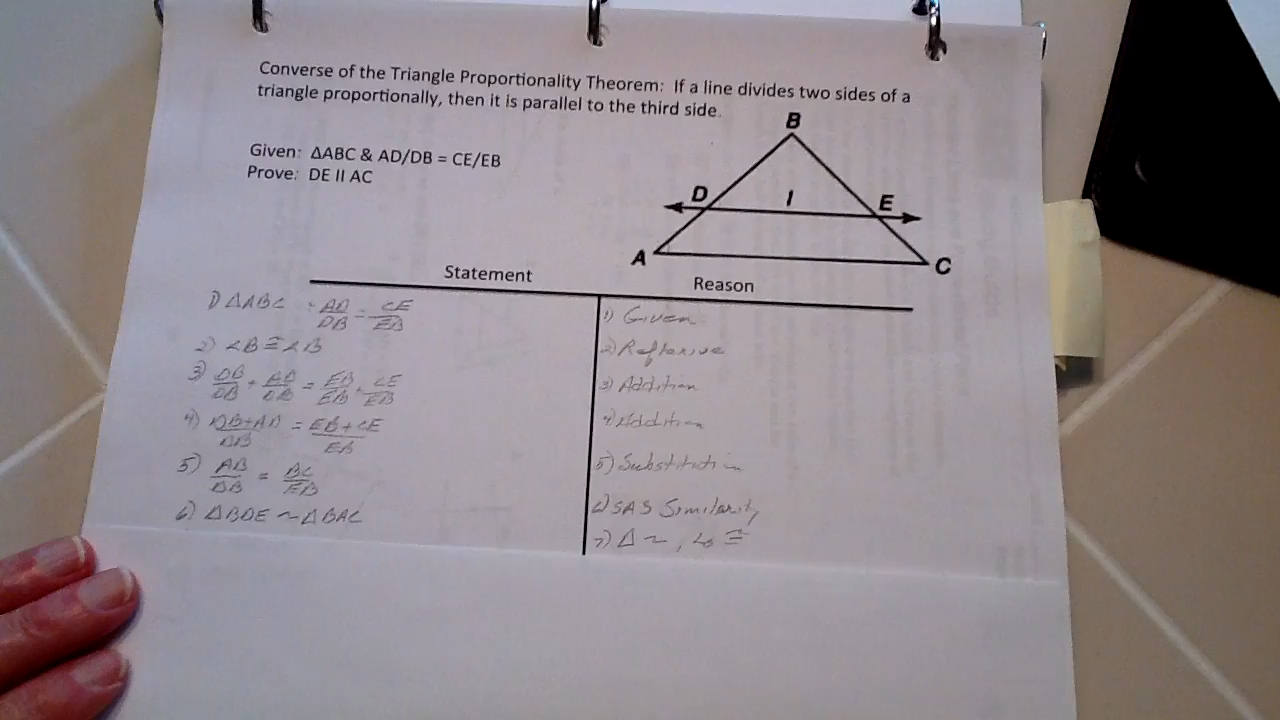 Converse of the Triangle Proportionality Theorem: If a line divides two sides of a
triangle proportionally, then it is parallel to the third side.
B
Given: ΔABC & AD/DB = CE/EB
Prove: DE II AC
D
l
E
A
C
Statement
Reason
1) ΔABC AD/DB = CE/EB
1) Given
2) ∠B ≅ ∠B
2) Reflexive
3) DB/DB + AD/DB = EB/EB + CE/EB
3) Addition
4) DB+AD/DB = EB+CE/EB
4) Addition
5) AB/DB = BC/EB
5) Substitution
6) ΔBDE ~ ΔBAC
6) SAS Similarity
7) Δ ~, ∠s ≅